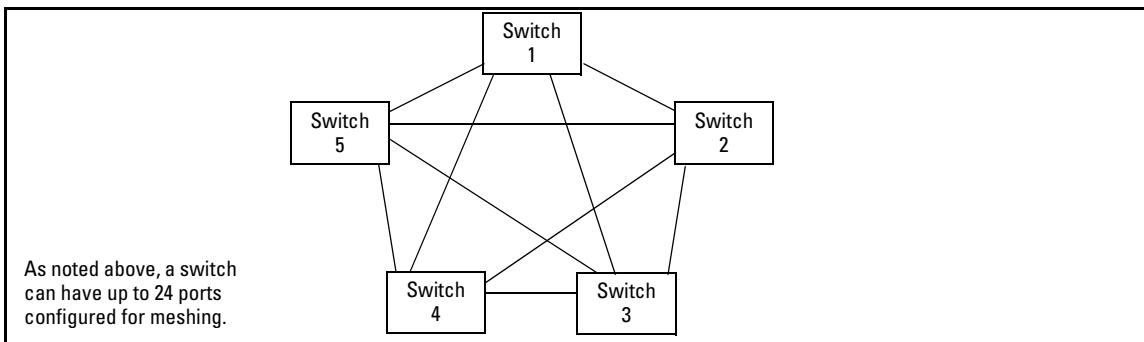 Switch
1
Switch
5
Switch
2
As noted above, a switch
can have up to 24 ports
configured for meshing.
Switch
4
Switch
3